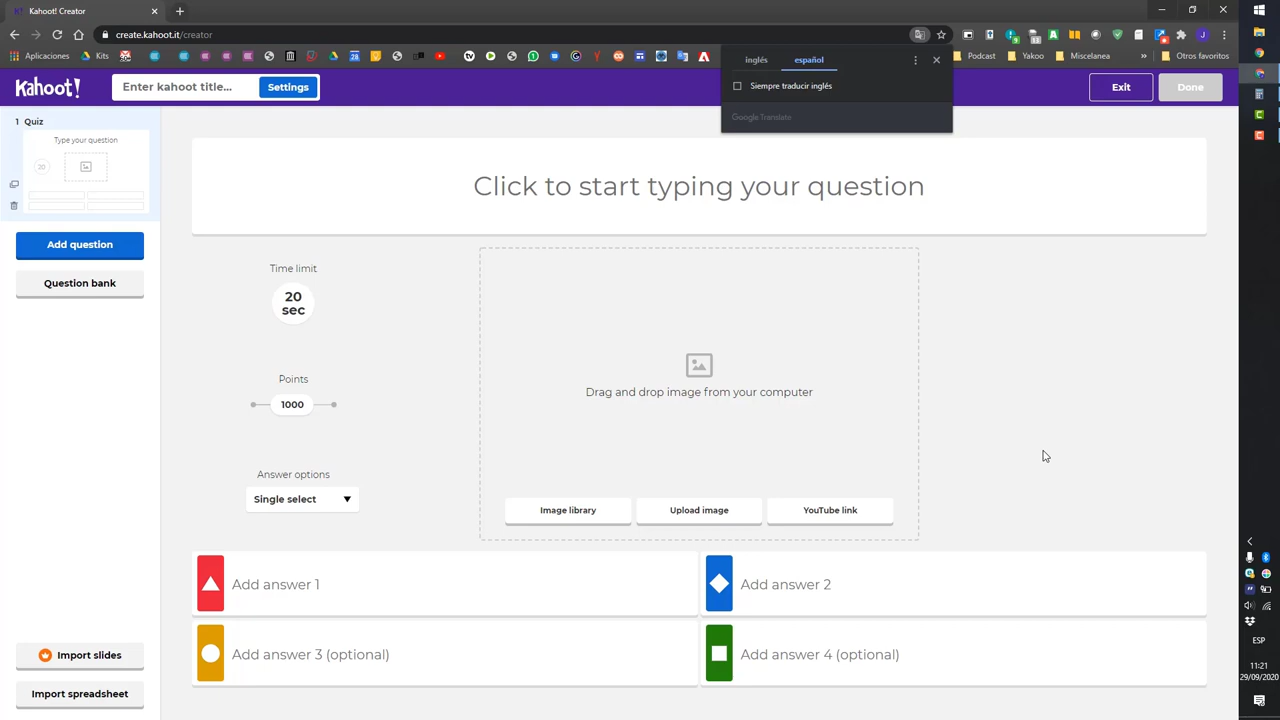 Kahoot! Creator
create.kahoot.it/creator
Aplicaciones
Kits
Podcast
Yakoo
Miscelanea
»
Otros favoritos
inglés
español
Siempre traducir inglés
Google Translate
Kahoot!
Enter kahoot title...
Settings
Exit
Done
1 Quiz
Type your question
20
Add question
Question bank
Import slides
Import spreadsheet
Click to start typing your question
Time limit
20
sec
Points
1000
Answer options
Single select
Drag and drop image from your computer
Image library
Upload image
YouTube link
Add answer 1
Add answer 2
Add answer 3 (optional)
Add answer 4 (optional)
ESP
11:21
29/09/2020